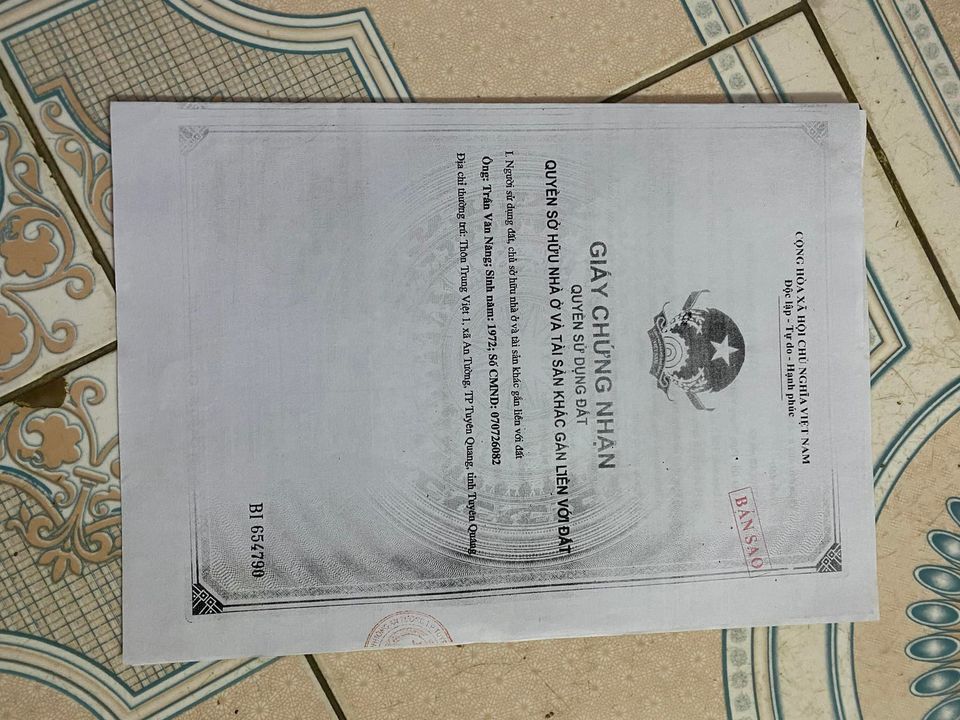 CỘNG HÒA XÃ HỘI CHỦ NGHĨA VIỆT NAM
Độc lập - Tự do - Hạnh phúc
BẢN SAO
GIẤY CHỨNG NHẬN
QUYỀN SỬ DỤNG ĐẤT
QUYỀN SỞ HỮU NHÀ Ở VÀ TÀI SẢN KHÁC GẮN LIỀN VỚI ĐẤT
I. Người sử dụng đất, chủ sở hữu nhà ở và tài sản khác gắn liền với đất
Ông: Trần Văn Năng; Sinh năm: 1972; Số CMND: 070726082
Địa chỉ thường trú: Thôn Trung Việt 1, xã An Tường, TP Tuyên Quang, tỉnh Tuyên Quang
BI 654790